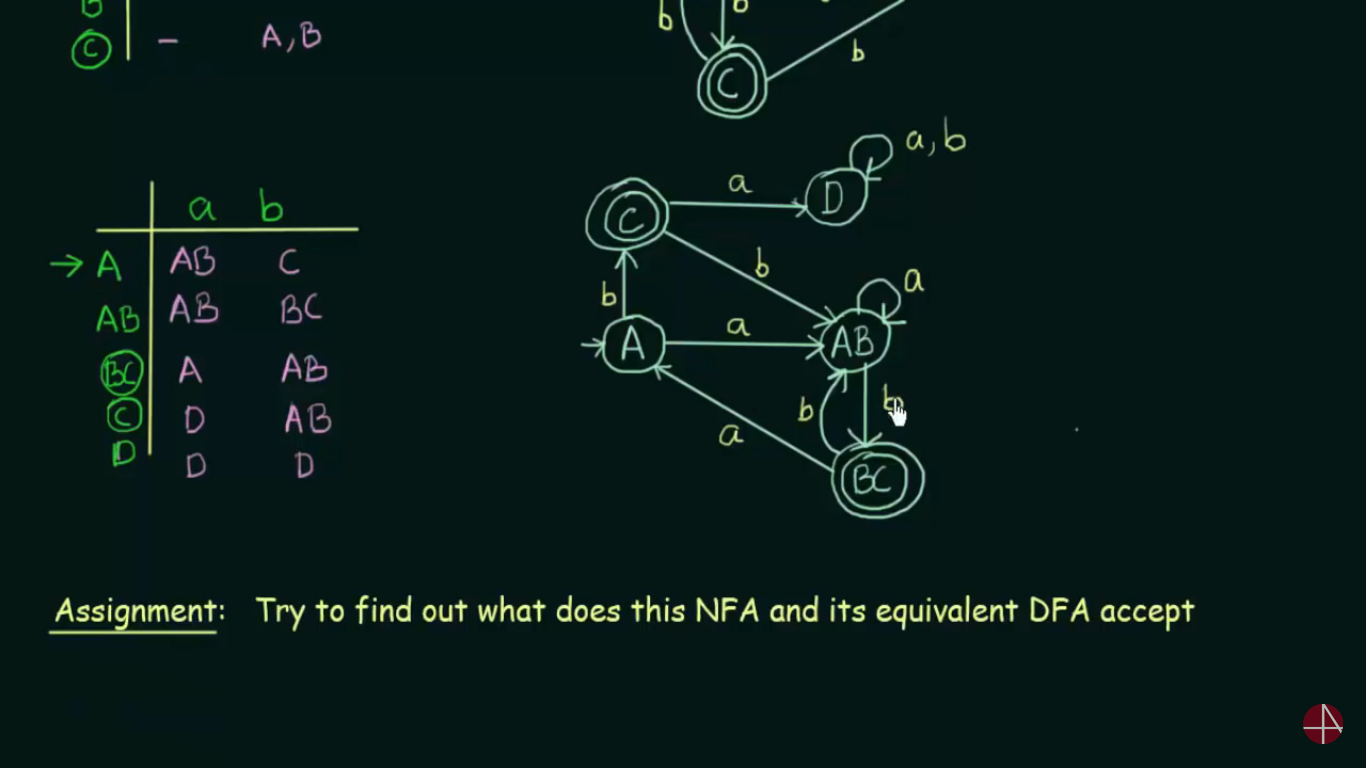 B
C - A, B
b b
b
C
a b
→ A AB C
AB AB BC
BC A AB
C D AB
D D D
a, b
C a D
b b a
A a AB
b b
a
BC
Assignment: Try to find out what does this NFA and its equivalent DFA accept